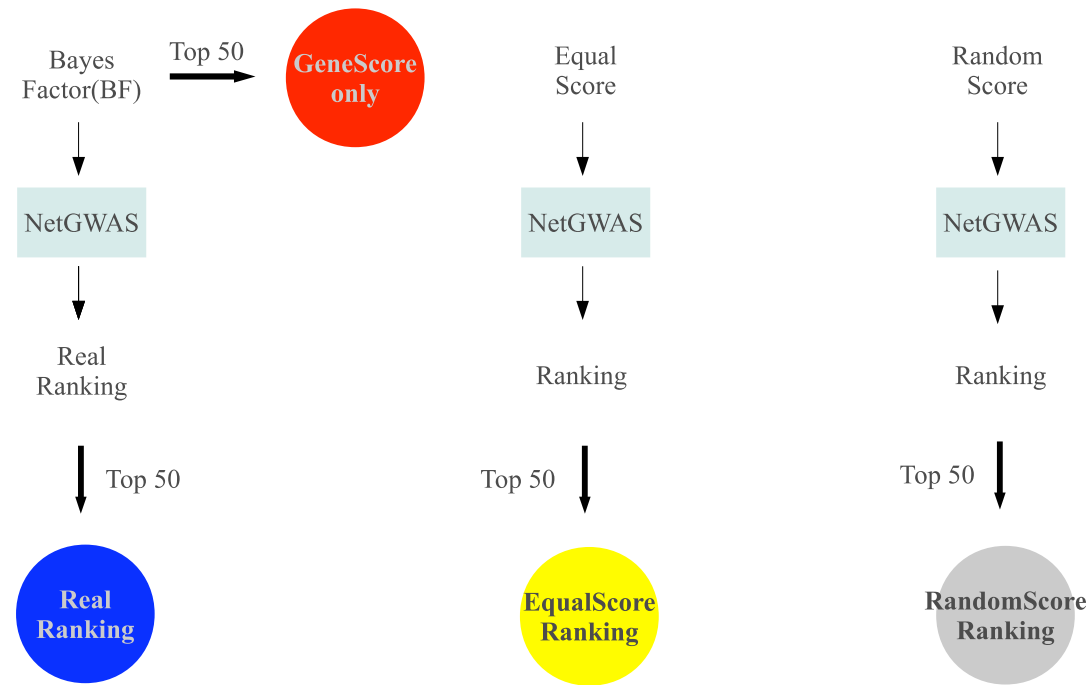 Bayes
Factor(BF)
Top 50
GeneScore
only
NetGWAS
Real
Ranking
Top 50
Real
Ranking
Equal
Score
NetGWAS
Ranking
Top 50
EqualScore
Ranking
Random
Score
NetGWAS
Ranking
Top 50
RandomScore
Ranking